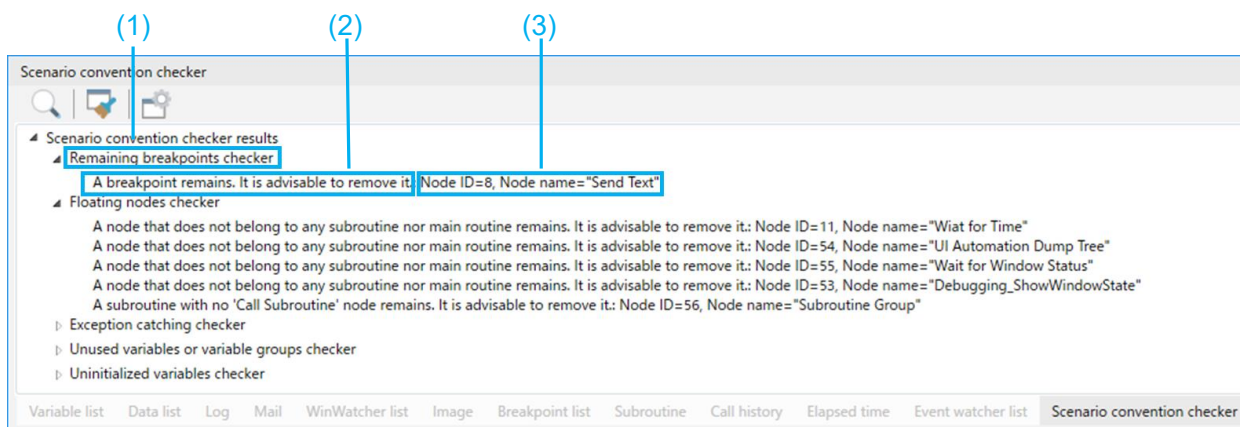 (1) (2) (3)
Scenario convention checker
Scenario convention checker results
Remaining breakpoints checker
A breakpoint remains. It is advisable to remove it.: Node ID=8, Node name="Send Text"
Floating nodes checker
A node that does not belong to any subroutine nor main routine remains. It is advisable to remove it.: Node ID=11, Node name="Wiat for Time"
A node that does not belong to any subroutine nor main routine remains. It is advisable to remove it.: Node ID=54, Node name="UI Automation Dump Tree"
A node that does not belong to any subroutine nor main routine remains. It is advisable to remove it.: Node ID=55, Node name="Wait for Window Status"
A node that does not belong to any subroutine nor main routine remains. It is advisable to remove it.: Node ID=53, Node name="Debugging_ShowWindowState"
A subroutine with no 'Call Subroutine' node remains. It is advisable to remove it.: Node ID=56, Node name="Subroutine Group"
Exception catching checker
Unused variables or variable groups checker
Uninitialized variables checker
Variable list Data list Log Mail WinWatcher list Image Breakpoint list Subroutine Call history Elapsed time Event watcher list Scenario convention checker